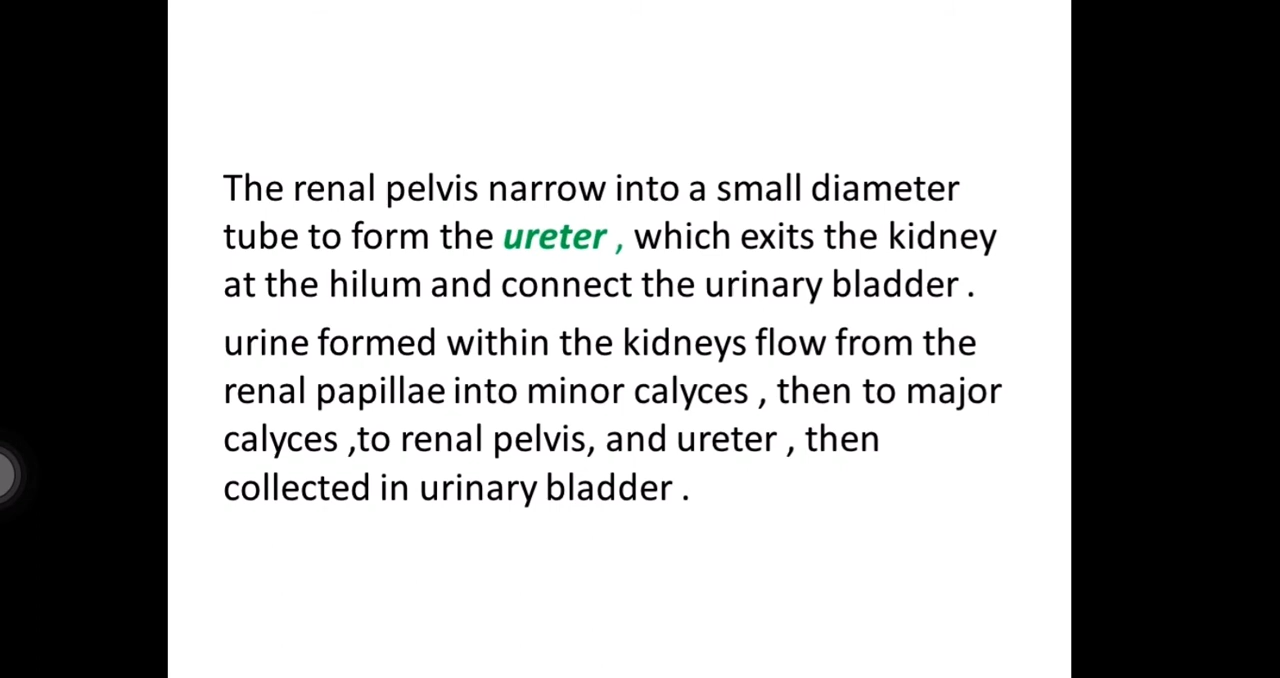 The renal pelvis narrow into a small diameter
tube to form the ureter , which exits the kidney
at the hilum and connect the urinary bladder .
urine formed within the kidneys flow from the
renal papillae into minor calyces , then to major
calyces ,to renal pelvis, and ureter , then
collected in urinary bladder .